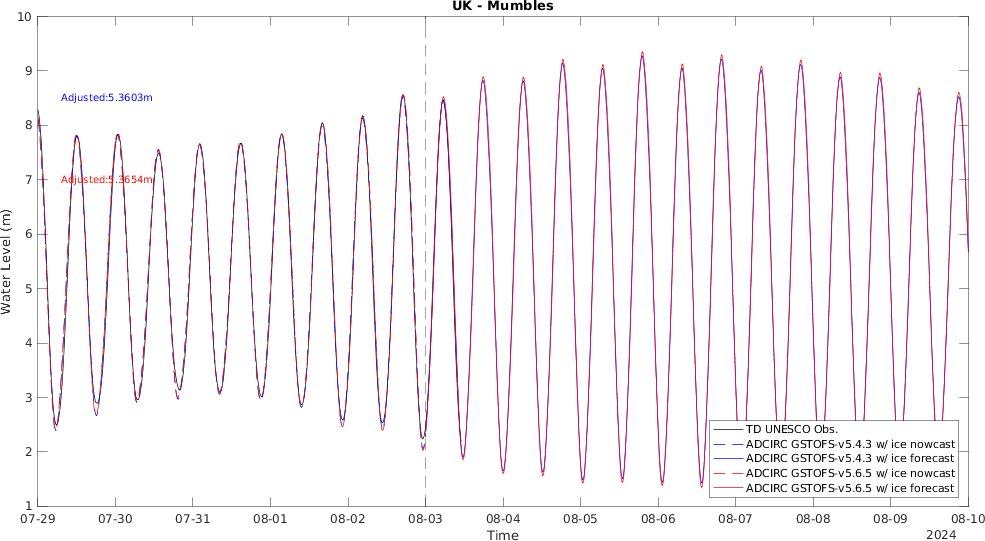 UK - Mumbles
10
9
8
7
6
5
4
3
2
1
Water Level (m)
Adjusted:5.3603m
Adjusted:5.3654m
TD UNESCO Obs.
ADCIRC GSTOFS-v5.4.3 w/ ice nowcast
ADCIRC GSTOFS-v5.4.3 w/ ice forecast
ADCIRC GSTOFS-v5.6.5 w/ ice nowcast
ADCIRC GSTOFS-v5.6.5 w/ ice forecast
07-29 07-30 07-31 08-01 08-02 08-03 08-04 08-05 08-06 08-07 08-08 08-09 08-10
Time
2024